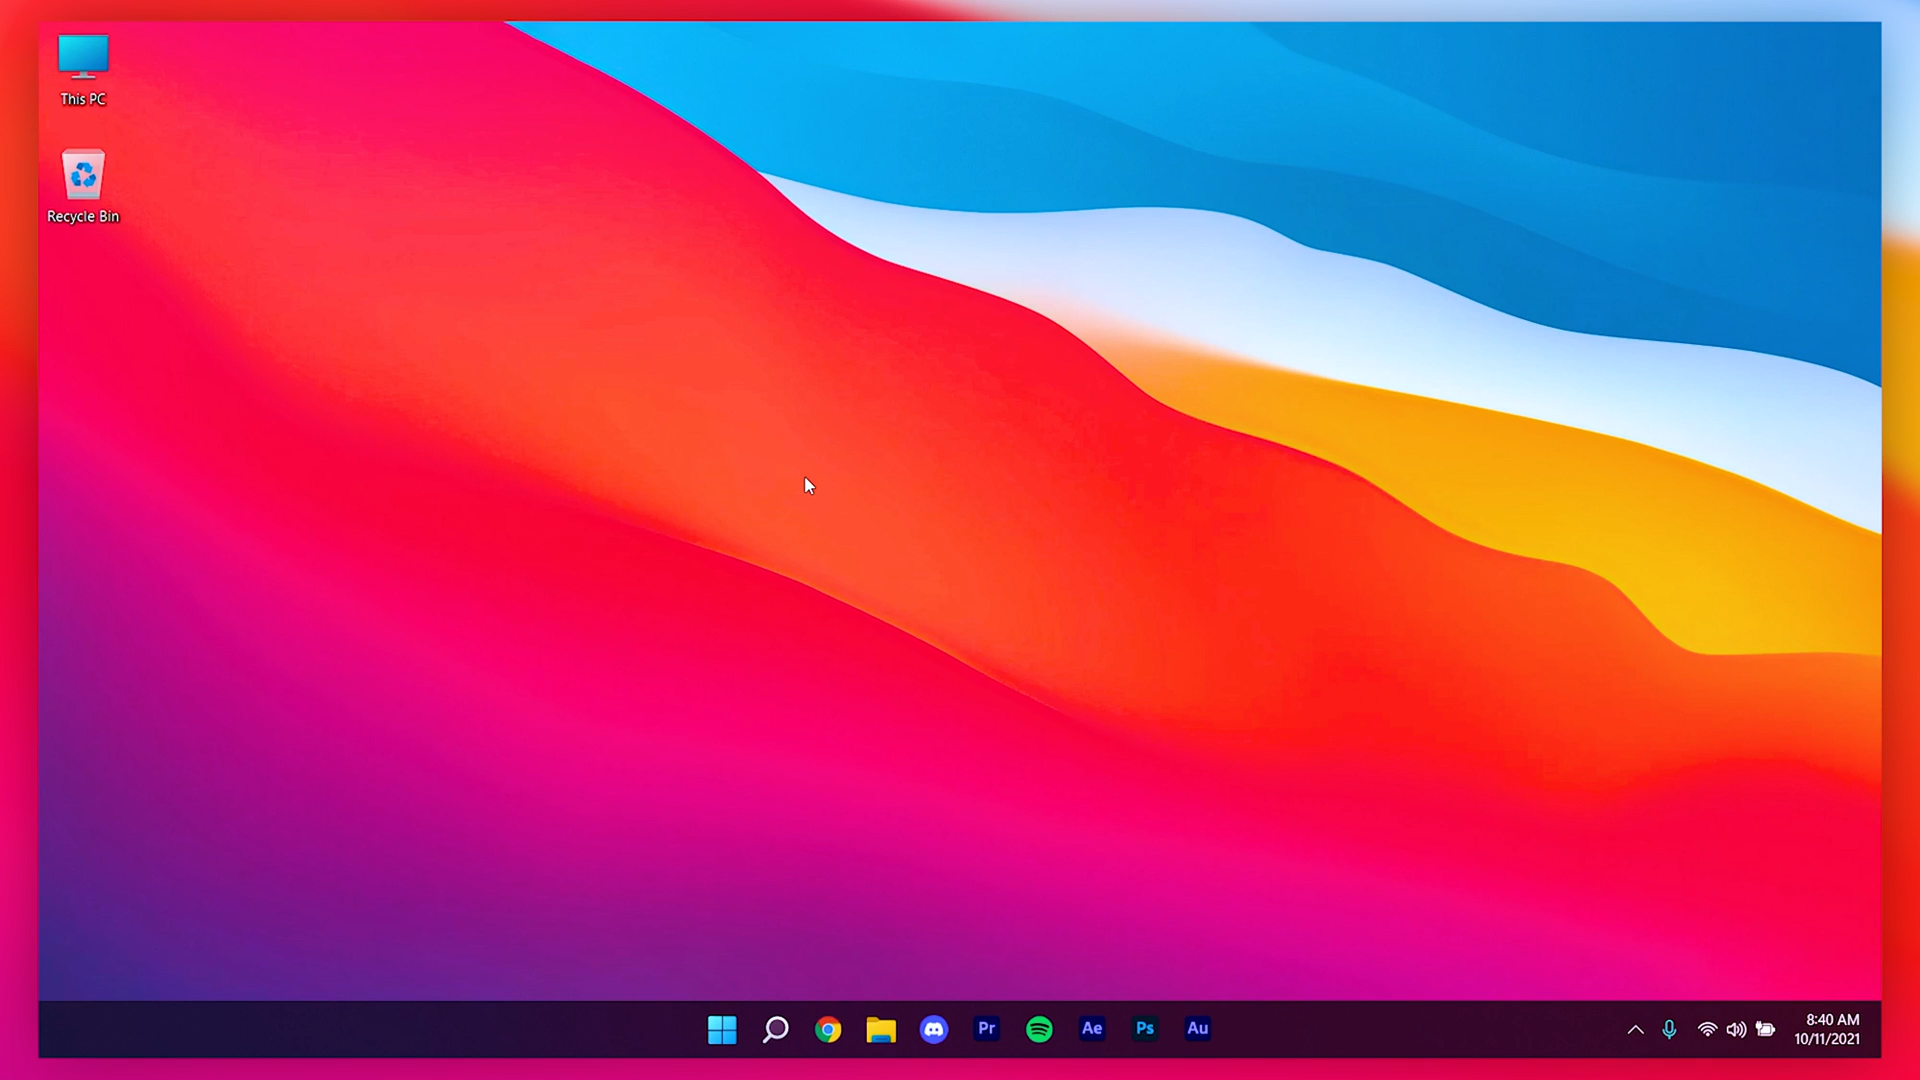 This PC
Recycle Bin
Pr
Ae
Ps
Au
8:40 AM
10/11/2021